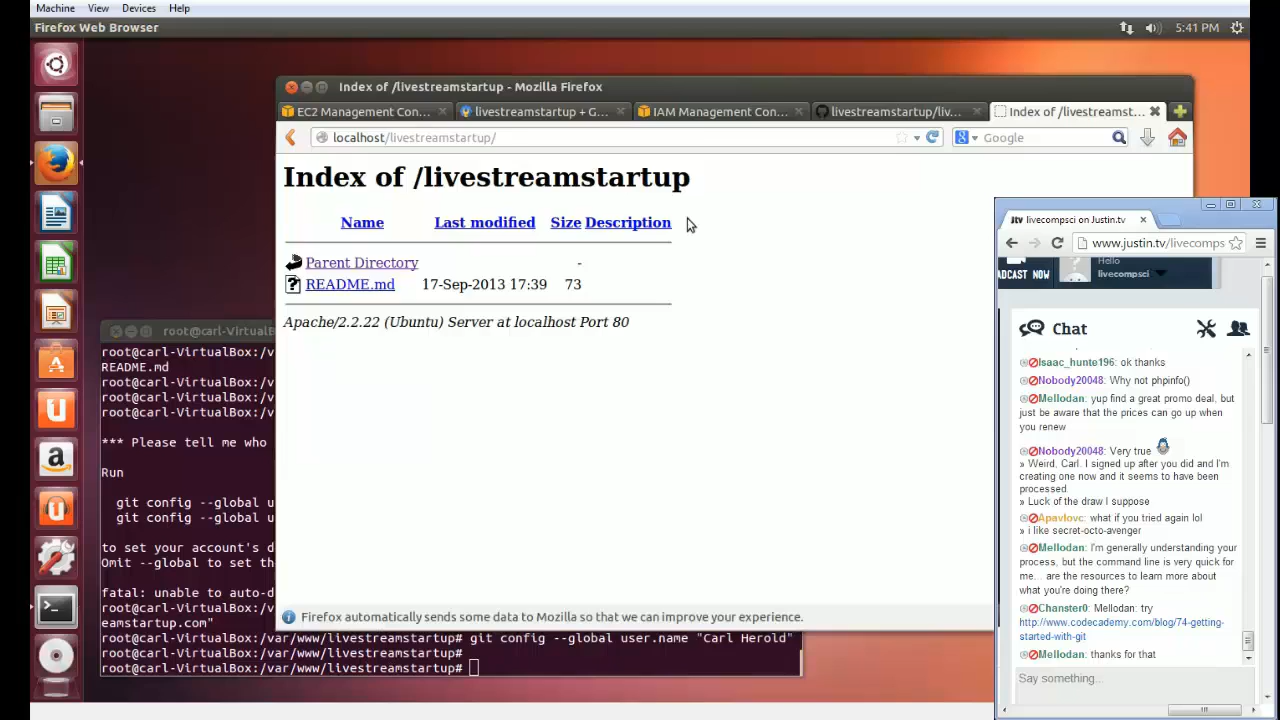 Machine View Devices Help
Firefox Web Browser
5:41 PM
Index of /livestreamstartup - Mozilla Firefox
EC2 Management Con...
livestreamstartup + G...
IAM Management Con...
livestreamstartup/liv...
Index of /livestreamst...
localhost/livestreamstartup/
Google
Index of /livestreamstartup
Name Last modified Size Description
Parent Directory -
README.md 17-Sep-2013 17:39 73
Apache/2.2.22 (Ubuntu) Server at localhost Port 80
Firefox automatically sends some data to Mozilla so that we can improve your experience.
root@carl-VirtualB
root@carl-VirtualBox:/v
README.md
root@carl-VirtualBox:/v
root@carl-VirtualBox:/v
root@carl-VirtualBox:/v
*** Please tell me who
Run
git config --global u
git config --global u
to set your account's d
Omit --global to set th
fatal: unable to auto-d
root@carl-VirtualBox:/v
eamstartup.com"
root@carl-VirtualBox:/var/www/livestreamstartup# git config --global user.name "Carl Herold"
root@carl-VirtualBox:/var/www/livestreamstartup#
root@carl-VirtualBox:/var/www/livestreamstartup#
livecompsci on Justin.tv
www.justin.tv/livecomps
ADCAST NOW
Hello
livecompsci
Chat
Isaac_hunte196: ok thanks
Nobody20048: Why not phpinfo()
Mellodan: yup find a great promo deal, but
just be aware that the prices can go up when
you renew
Nobody20048: Very true
» Weird, Carl. I signed up after you did and I'm
creating one now and it seems to have been
processed.
» Luck of the draw I suppose
Apavlovc: what if you tried again lol
» i like secret-octo-avenger
Mellodan: I'm generally understanding your
process, but the command line is very quick for
me. . are the resources to learn more about
what you're doing there?
Chanster0: Mellodan: try
http://www.codecademy.com/blog/74-getting-
started-with-git
Mellodan: thanks for that
Say something...